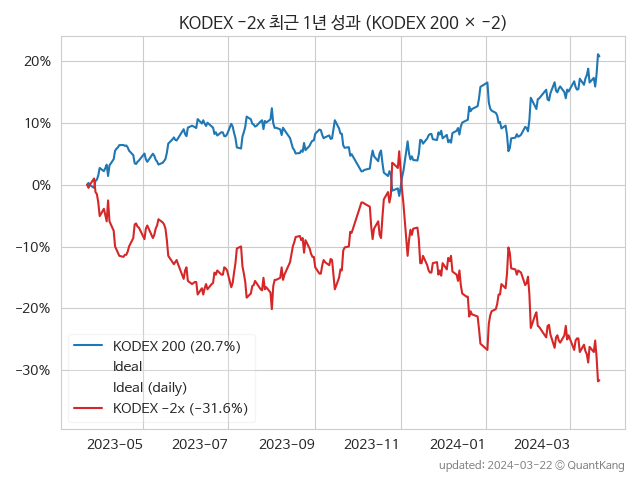 KODEX −2x 최근 1년 성과 (KODEX 200 × −2)
20%
10%
0%
−10%
−20%
−30%
KODEX 200 (20.7%)
Ideal
Ideal (daily)
KODEX −2x (−31.6%)
2023−05 2023−07 2023−09 2023−11 2024−01 2024−03
updated: 2024−03−22 © QuantKang